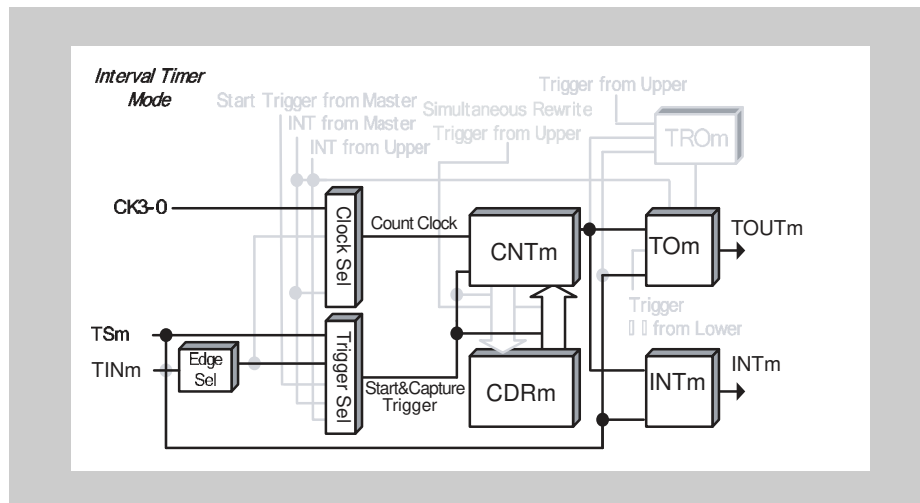 Interval Timer
Mode
Trigger from Upper
Start Trigger from Master
Simultaneous Rewrite
INT from Master
Trigger from Upper
INT from Upper
TROm
CK3-0
Clock Sel
Count Clock
CNTm
TOm
TOUTm
Trigger
from Lower
TSm
TINm
Edge
Sel
Trigger Sel
Start&Capture
Trigger
CDRm
INTm
INTm